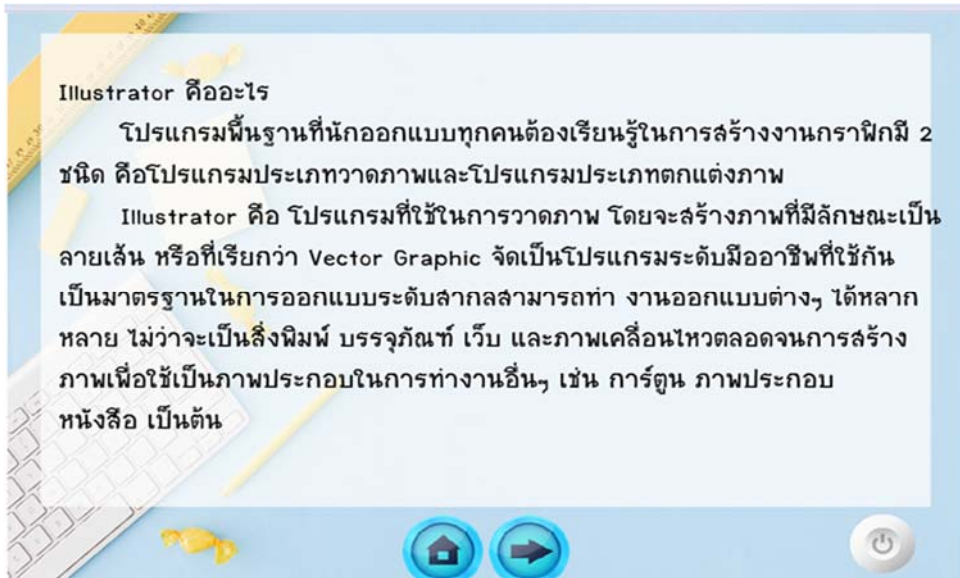 Illustrator คืออะไร
โปรแกรมพื้นฐานที่นักออกแบบทุกคนต้องเรียนรู้ในการสร้างงานกราฟิกมี 2
ชนิด คือโปรแกรมประเภทวาดภาพและโปรแกรมประเภทตกแต่งภาพ
Illustrator คือ โปรแกรมที่ใช้ในการวาดภาพ โดยจะสร้างภาพที่มีลักษณะเป็น
ลายเส้น หรือที่เรียกว่า Vector Graphic จัดเป็นโปรแกรมระดับมืออาชีพที่ใช้กัน
เป็นมาตรฐานในการออกแบบระดับสากลสามารถทำ งานออกแบบต่างๆ ได้หลาก
หลาย ไม่ว่าจะเป็นสิ่งพิมพ์ บรรจุภัณฑ์ เว็บ และภาพเคลื่อนไหวตลอดจนการสร้าง
ภาพเพื่อใช้เป็นภาพประกอบในการทำงานอื่นๆ เช่น การ์ตูน ภาพประกอบ
หนังสือ เป็นต้น